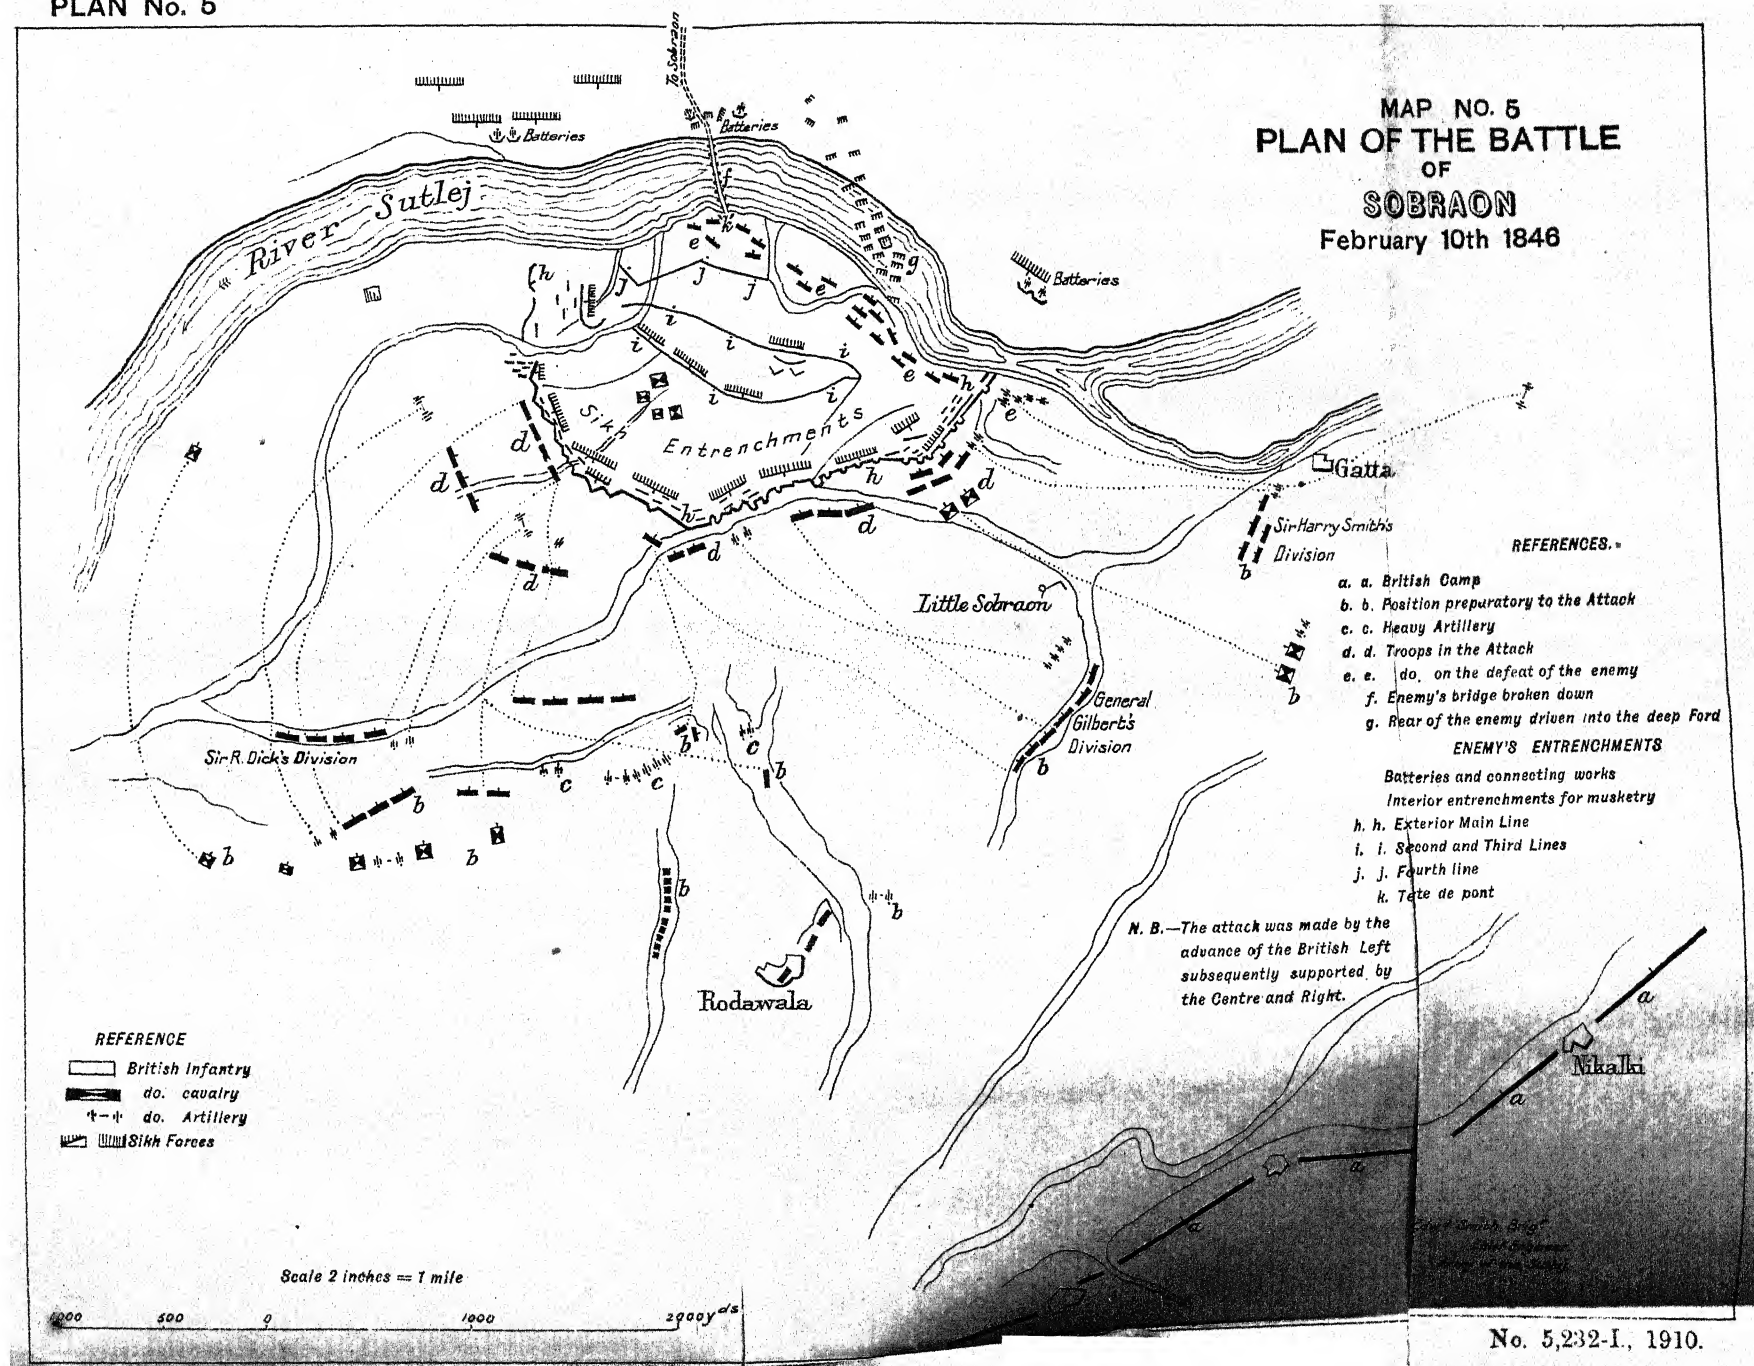 PLAN No. 5
MAP NO. 5
PLAN OF THE BATTLE
OF
SOBRAON
February 10th 1846
To Sobraon
Batteries
Batteries
River Sutlej
f
k
e
h
j
j
j
g
Batteries
e
i
i
i
i
i
i
e
h
e
Sikh
Entrenchments
d
d
h
h
d
d
d
d
Gatta
Sir Harry Smith's
Division
b
Little Sobraon
b
General
Gilbert's
Division
b
Sir R. Dick's Division
b
c
c
c
b
b
b
b
b
b
Rodawala
REFERENCES.
a. a. British Camp
b. b. Position preparatory to the Attack
c. c. Heavy Artillery
d. d. Troops in the Attack
e. e. do. on the defeat of the enemy
f. Enemy's bridge broken down
g. Rear of the enemy driven into the deep Ford
ENEMY'S ENTRENCHMENTS
Batteries and connecting works
Interior entrenchments for musketry
h. h. Exterior Main Line
i. i. Second and Third Lines
j. j. Fourth line
k. Tete de pont
N. B.—The attack was made by the
advance of the British Left
subsequently supported by
the Centre and Right.
a
Nikalki
a
a
a
REFERENCE
British Infantry
do. cavalry
do. Artillery
Sikh Forces
Scale 2 inches = 1 mile
1000 500 0 1000 2000 yds
No. 5,232-I., 1910.